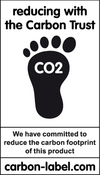 reducing with
the Carbon Trust
CO2
We have committed to
reduce the carbon footprint
of this product
carbon-label.com